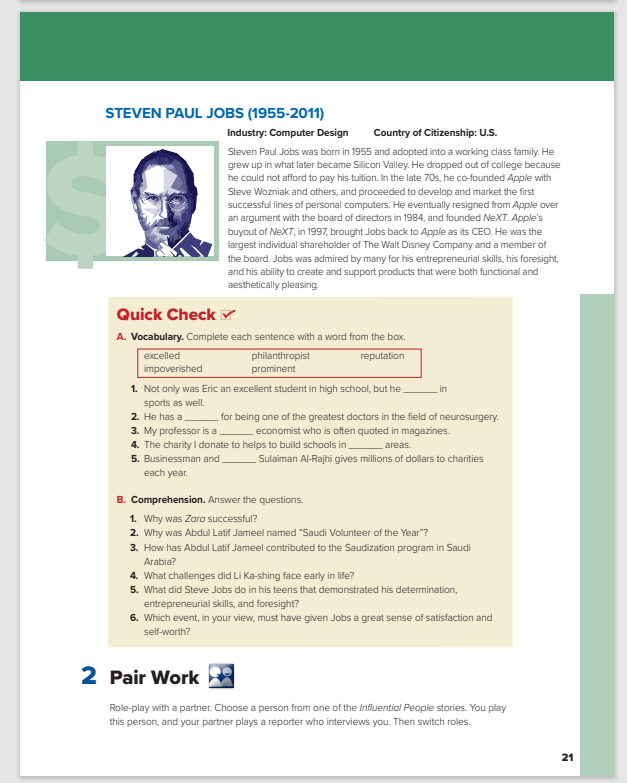 STEVEN PAUL JOBS (1955-2011)
Industry: Computer Design Country of Citizenship: U.S.
Steven Paul Jobs was born in 1955 and adopted into a working class family. He
grew up in what later became Silicon Valley. He dropped out of college because
he could not afford to pay his tuition. In the late 70s, he co-founded Apple with
Steve Wozniak and others, and proceeded to develop and market the first
successful lines of personal computers. He eventually resigned from Apple over
an argument with the board of directors in 1984, and founded NeXT. Apple's
buyout of NeXT, in 1997, brought Jobs back to Apple as its CEO. He was the
largest individual shareholder of The Walt Disney Company and a member of
the board. Jobs was admired by many for his entrepreneurial skills, his foresight,
and his ability to create and support products that were both functional and
aesthetically pleasing.
$
Quick Check
A. Vocabulary. Complete each sentence with a word from the box.
excelled philanthropist reputation
impoverished prominent
1. Not only was Eric an excellent student in high school, but he ______ in
sports as well.
2. He has a ______ for being one of the greatest doctors in the field of neurosurgery.
3. My professor is a ______ economist who is often quoted in magazines.
4. The charity I donate to helps to build schools in ______ areas.
5. Businessman and ______ Sulaiman Al-Rajhi gives millions of dollars to charities
each year.
B. Comprehension. Answer the questions.
1. Why was Zara successful?
2. Why was Abdul Latif Jameel named “Saudi Volunteer of the Year”?
3. How has Abdul Latif Jameel contributed to the Saudization program in Saudi
Arabia?
4. What challenges did Li Ka-shing face early in life?
5. What did Steve Jobs do in his teens that demonstrated his determination,
entrepreneurial skills, and foresight?
6. Which event, in your view, must have given Jobs a great sense of satisfaction and
self-worth?
2 Pair Work
Role-play with a partner. Choose a person from one of the Influential People stories. You play
this person, and your partner plays a reporter who interviews you. Then switch roles.
21